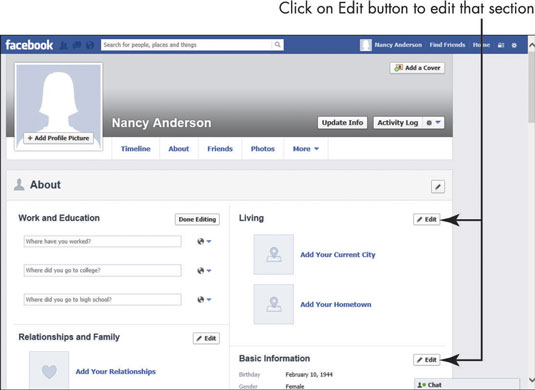 Click on Edit button to edit that section
facebook
Search for people, places and things
Nancy Anderson
Find Friends
Home
Add a Cover
Nancy Anderson
Update Info
Activity Log
+ Add Profile Picture
Timeline
About
Friends
Photos
More
About
Work and Education
Done Editing
Where have you worked?
Where did you go to college?
Where did you go to high school?
Relationships and Family
Edit
Add Your Relationships
Living
Edit
Add Your Current City
Add Your Hometown
Basic Information
Edit
Birthday February 10, 1944
Gender Female
Chat